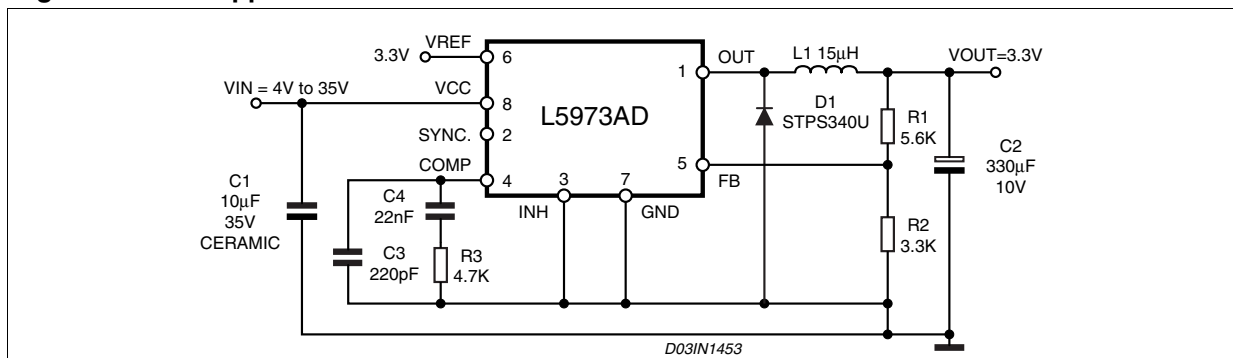 VREF
3.3V
6
VIN = 4V to 35V
VCC
8
SYNC.
2
COMP
4
L5973AD
3
INH
7
GND
1
OUT
5
FB
L1 15µH
VOUT=3.3V
D1
STPS340U
R1
5.6K
C2
330µF
10V
R2
3.3K
C1
10µF
35V
CERAMIC
C4
22nF
C3
220pF
R3
4.7K
D03IN1453